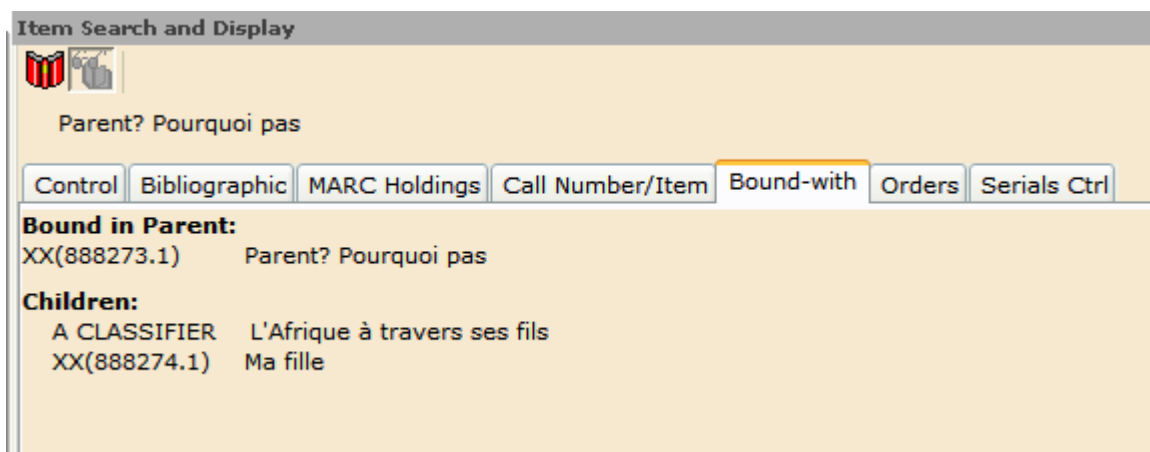 Item Search and Display
Parent? Pourquoi pas
Control Bibliographic MARC Holdings Call Number/Item Bound-with Orders Serials Ctrl
Bound in Parent:
XX(888273.1) Parent? Pourquoi pas
Children:
A CLASSIFIER L'Afrique à travers ses fils
XX(888274.1) Ma fille